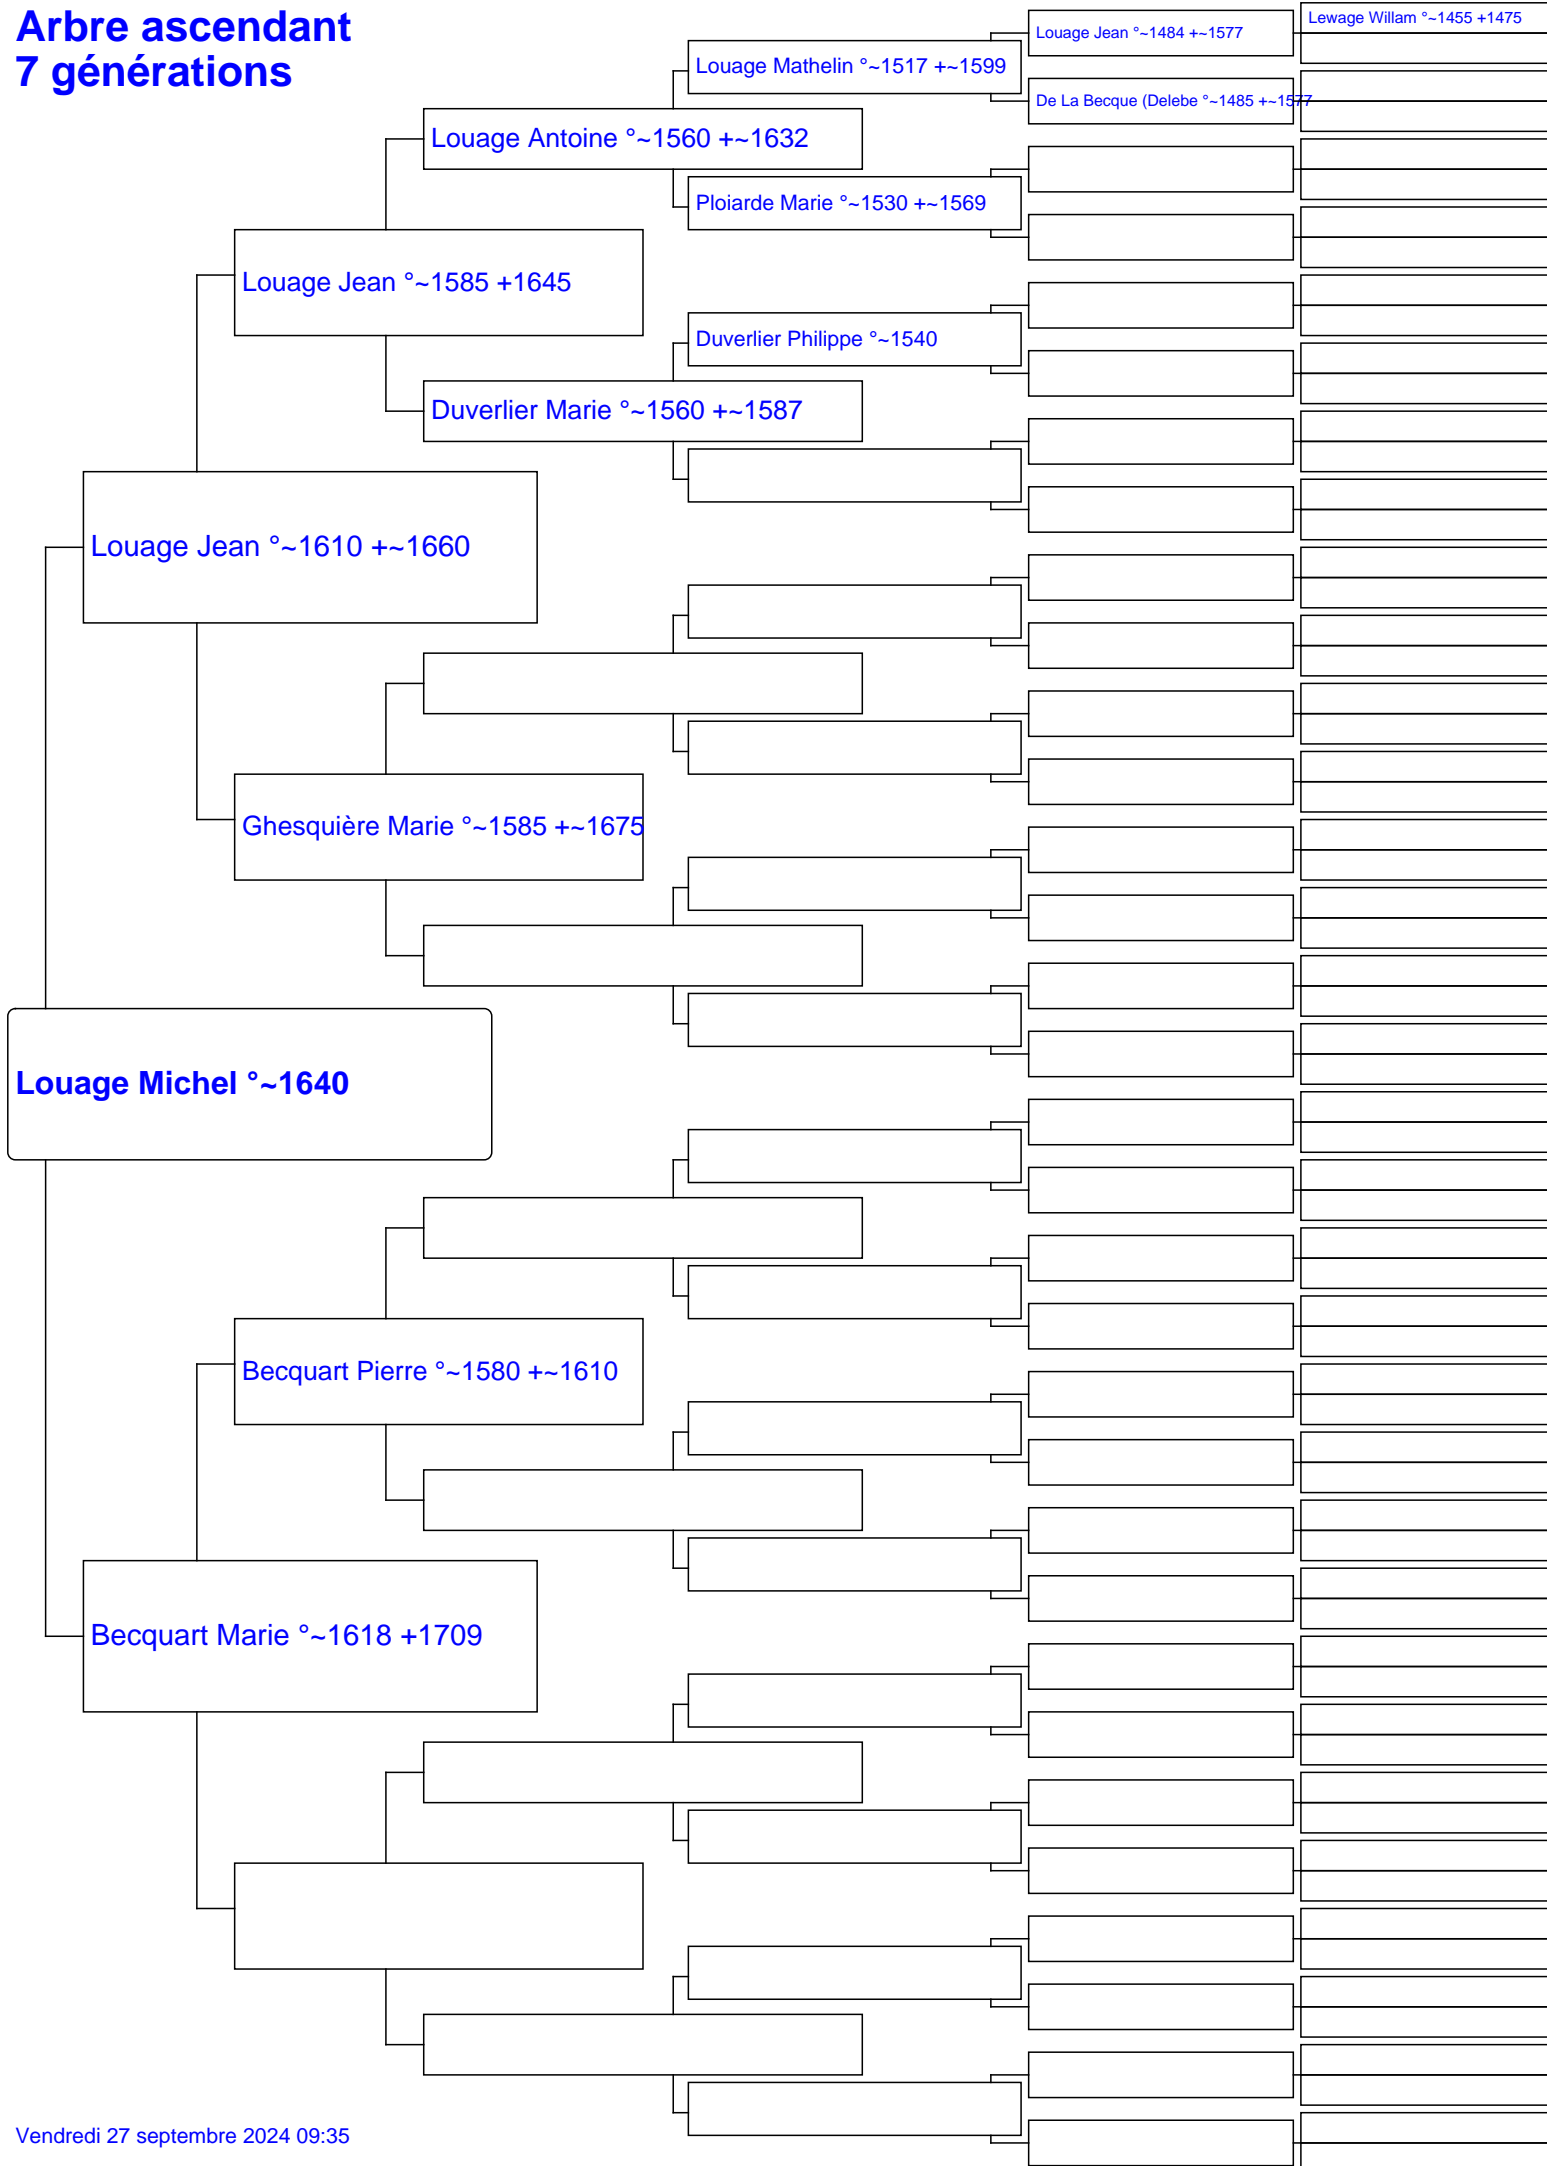 Arbre ascendant
7 générations
Lewage Willam °~1455 +1475
Louage Jean °~1484 +~1577
Louage Mathelin °~1517 +~1599
De La Becque (Delebe °~1485 +~1577
Louage Antoine °~1560 +~1632
Ploiarde Marie °~1530 +~1569
Louage Jean °~1585 +1645
Duverlier Philippe °~1540
Duverlier Marie °~1560 +~1587
Louage Jean °~1610 +~1660
Ghesquière Marie °~1585 +~1675
Louage Michel °~1640
Becquart Pierre °~1580 +~1610
Becquart Marie °~1618 +1709
Vendredi 27 septembre 2024 09:35